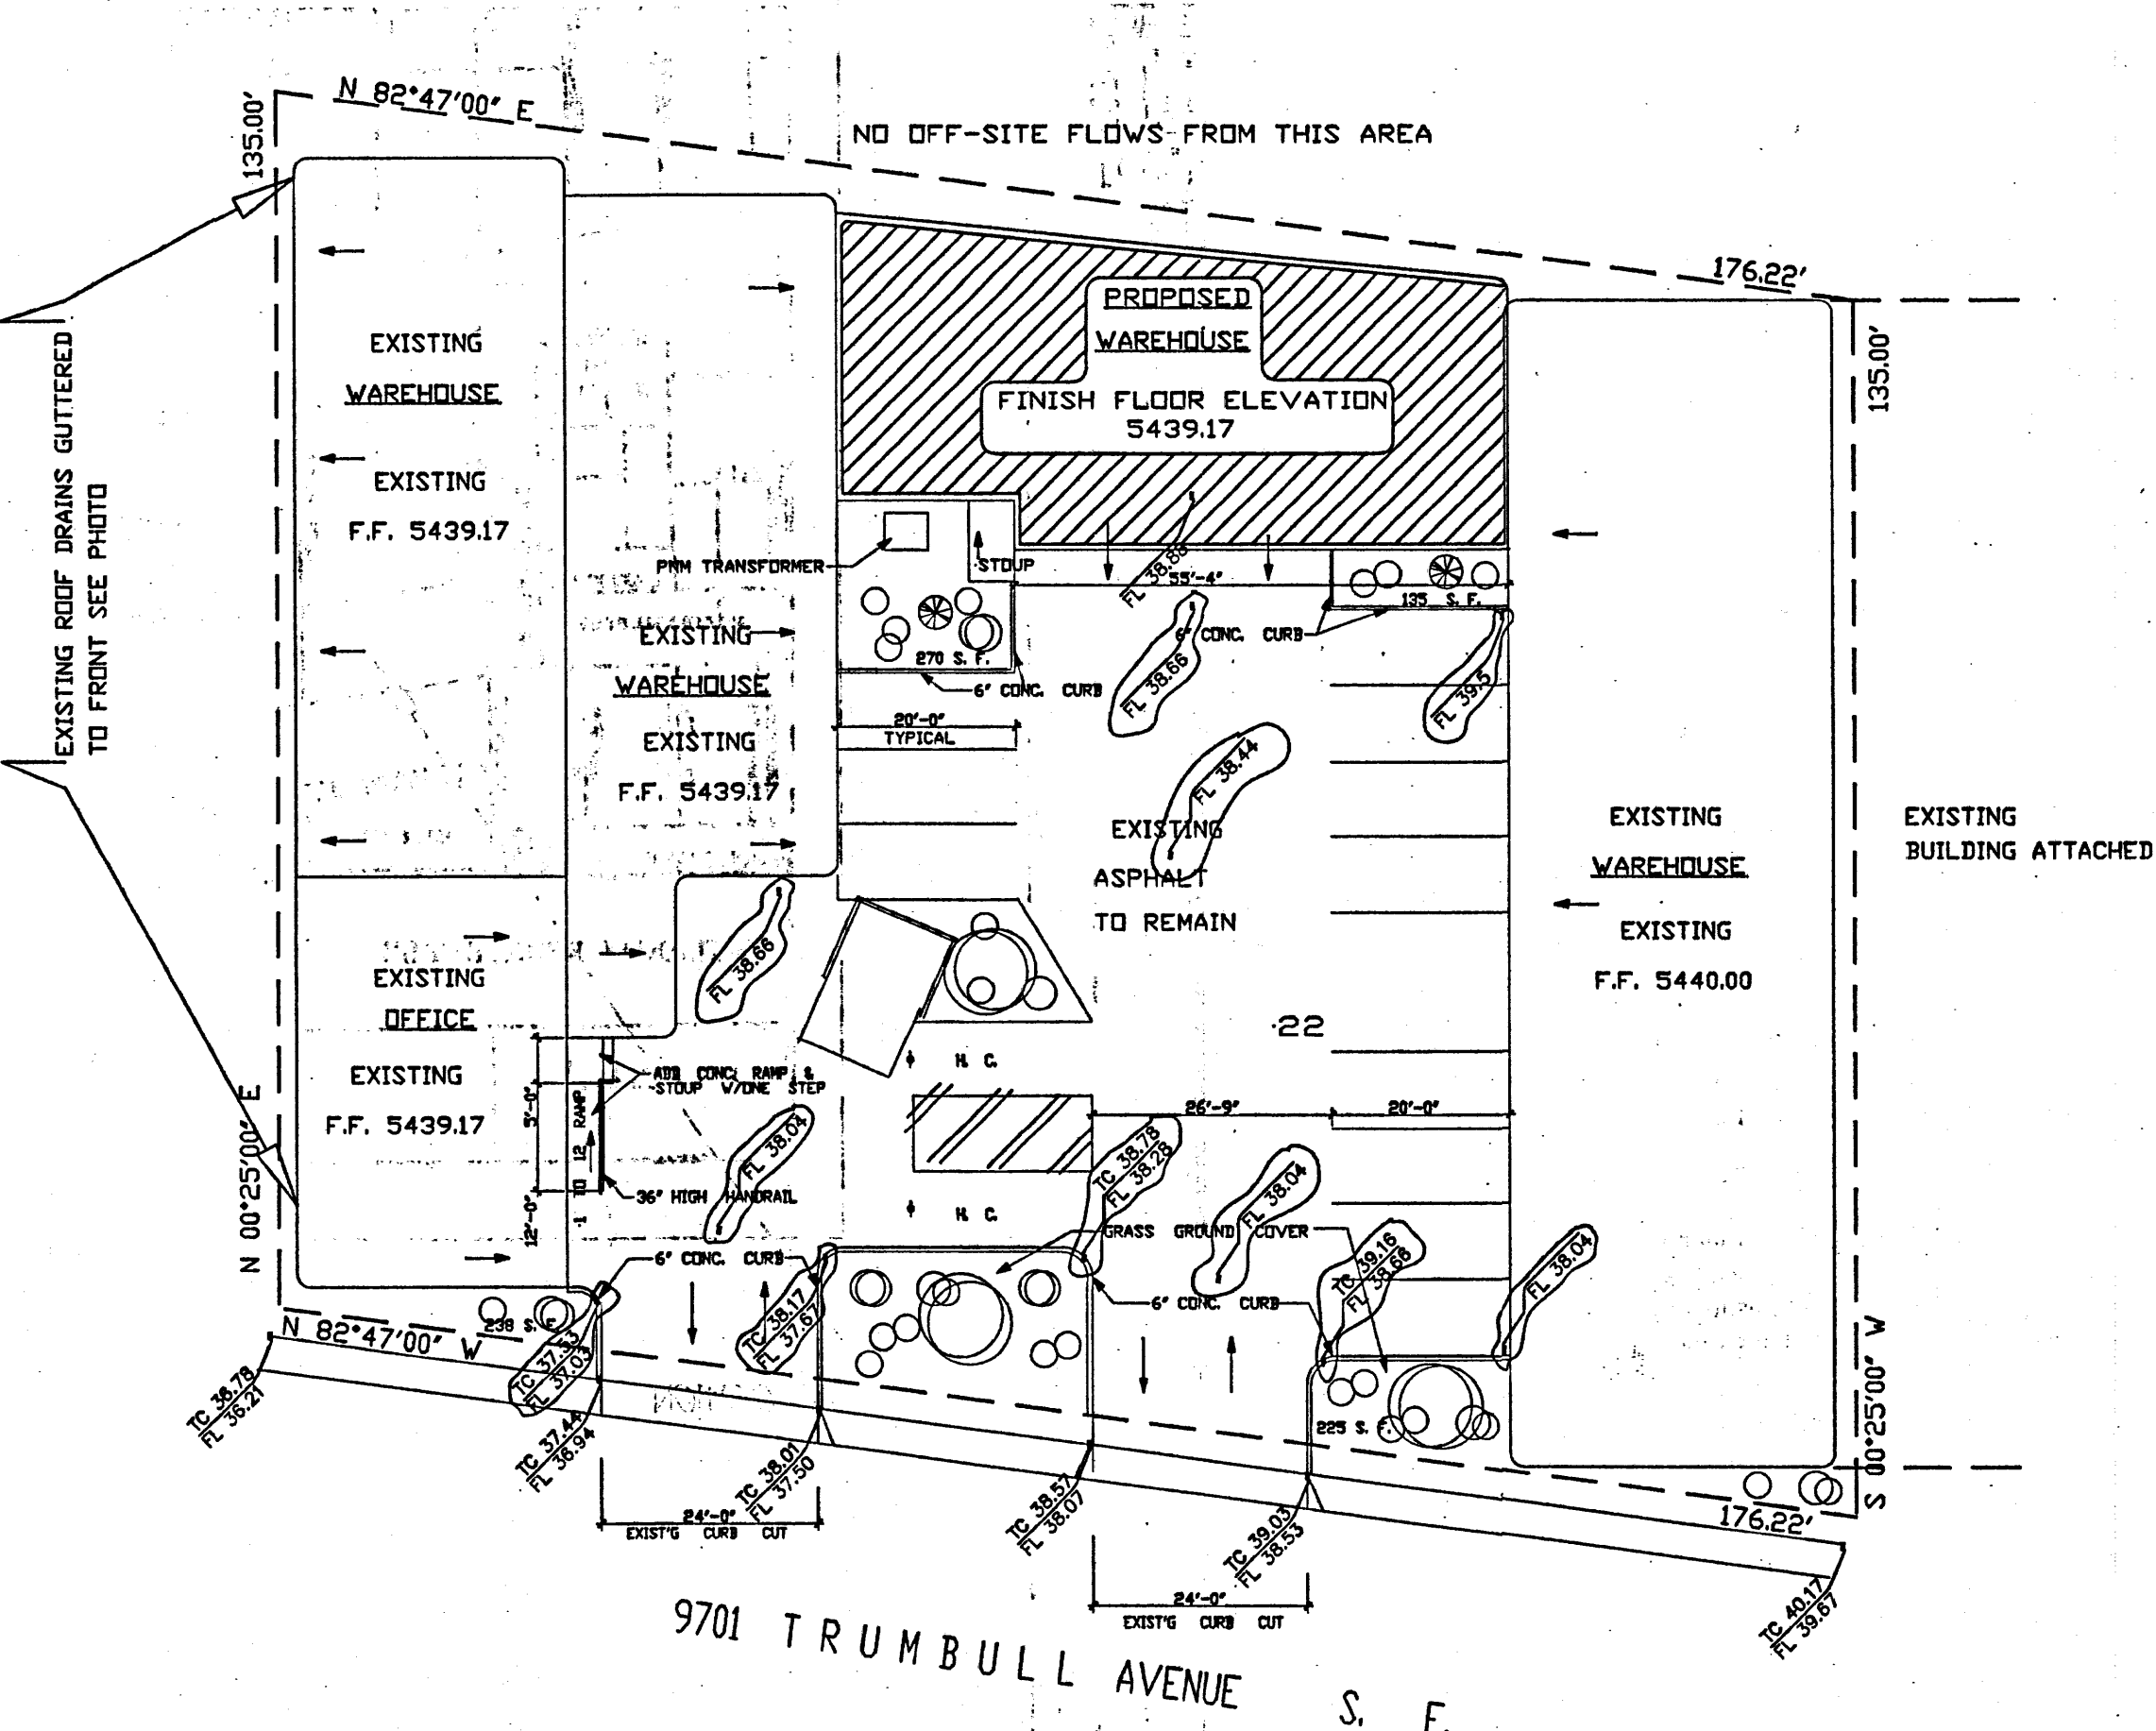 N 82°47'00" E
135.00'
NO OFF-SITE FLOWS FROM THIS AREA
176.22'
135.00'
EXISTING ROOF DRAINS GUTTERED
TO FRONT SEE PHOTO
EXISTING
WAREHOUSE
EXISTING
F.F. 5439.17
PROPOSED
WAREHOUSE
FINISH FLOOR ELEVATION
5439.17
PNM TRANSFORMER
STOUP
FL 38.88
55'-4"
135 S. F.
6" CONC. CURB
270 S. F.
6" CONC. CURB
FL 38.66
FL 39.5
EXISTING
WAREHOUSE
EXISTING
F.F. 5439.17
20'-0"
TYPICAL
FL 38.44
EXISTING
ASPHALT
TO REMAIN
EXISTING
WAREHOUSE
EXISTING
F.F. 5440.00
EXISTING
BUILDING ATTACHED
FL 38.66
EXISTING
OFFICE
EXISTING
F.F. 5439.17
22
ADD CONC. RAMP &
STOUP W/ONE STEP
H. C.
5'-0"
12'-0"
1 TO 12 RAMP
36" HIGH HANDRAIL
FL 38.04
26'-9"
20'-0"
TC 38.78
FL 38.28
FL 38.04
H. C.
GRASS GROUND COVER
N 00°25'00" E
6" CONC. CURB
TC 39.16
FL 38.66
FL 38.04
6" CONC. CURB
TC 38.17
FL 37.67
238 S. F.
N 82°47'00" W
TC 37.53
FL 37.03
225 S. F.
S 00°25'00" W
176.22'
TC 36.78
FL 36.21
TC 37.44
FL 36.94
TC 38.01
FL 37.50
24'-0"
EXIST'G CURB CUT
TC 38.57
FL 38.07
TC 39.03
FL 38.53
24'-0"
EXIST'G CURB CUT
TC 40.17
FL 39.67
9701 TRUMBULL AVENUE S. E.